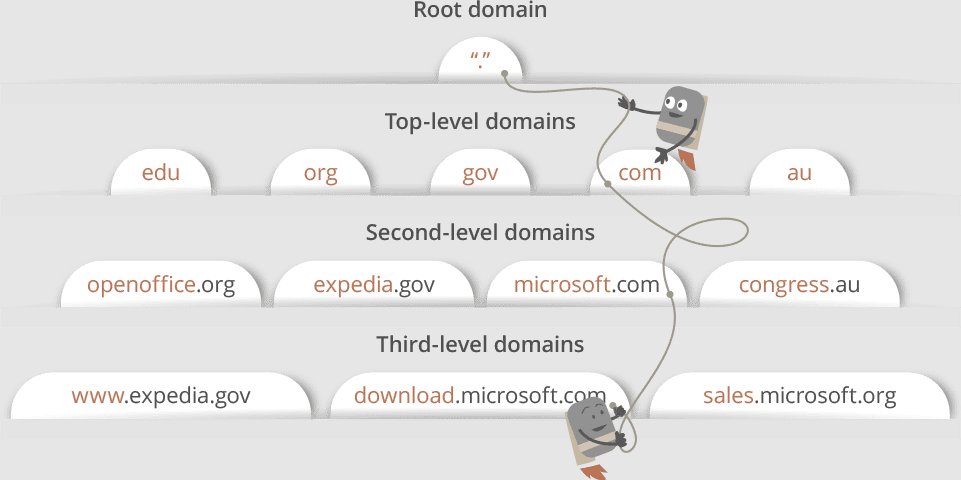 Root domain
“.”
Top-level domains
edu
org
gov
com
au
Second-level domains
openoffice.org
expedia.gov
microsoft.com
congress.au
Third-level domains
www.expedia.gov
download.microsoft.com
sales.microsoft.org